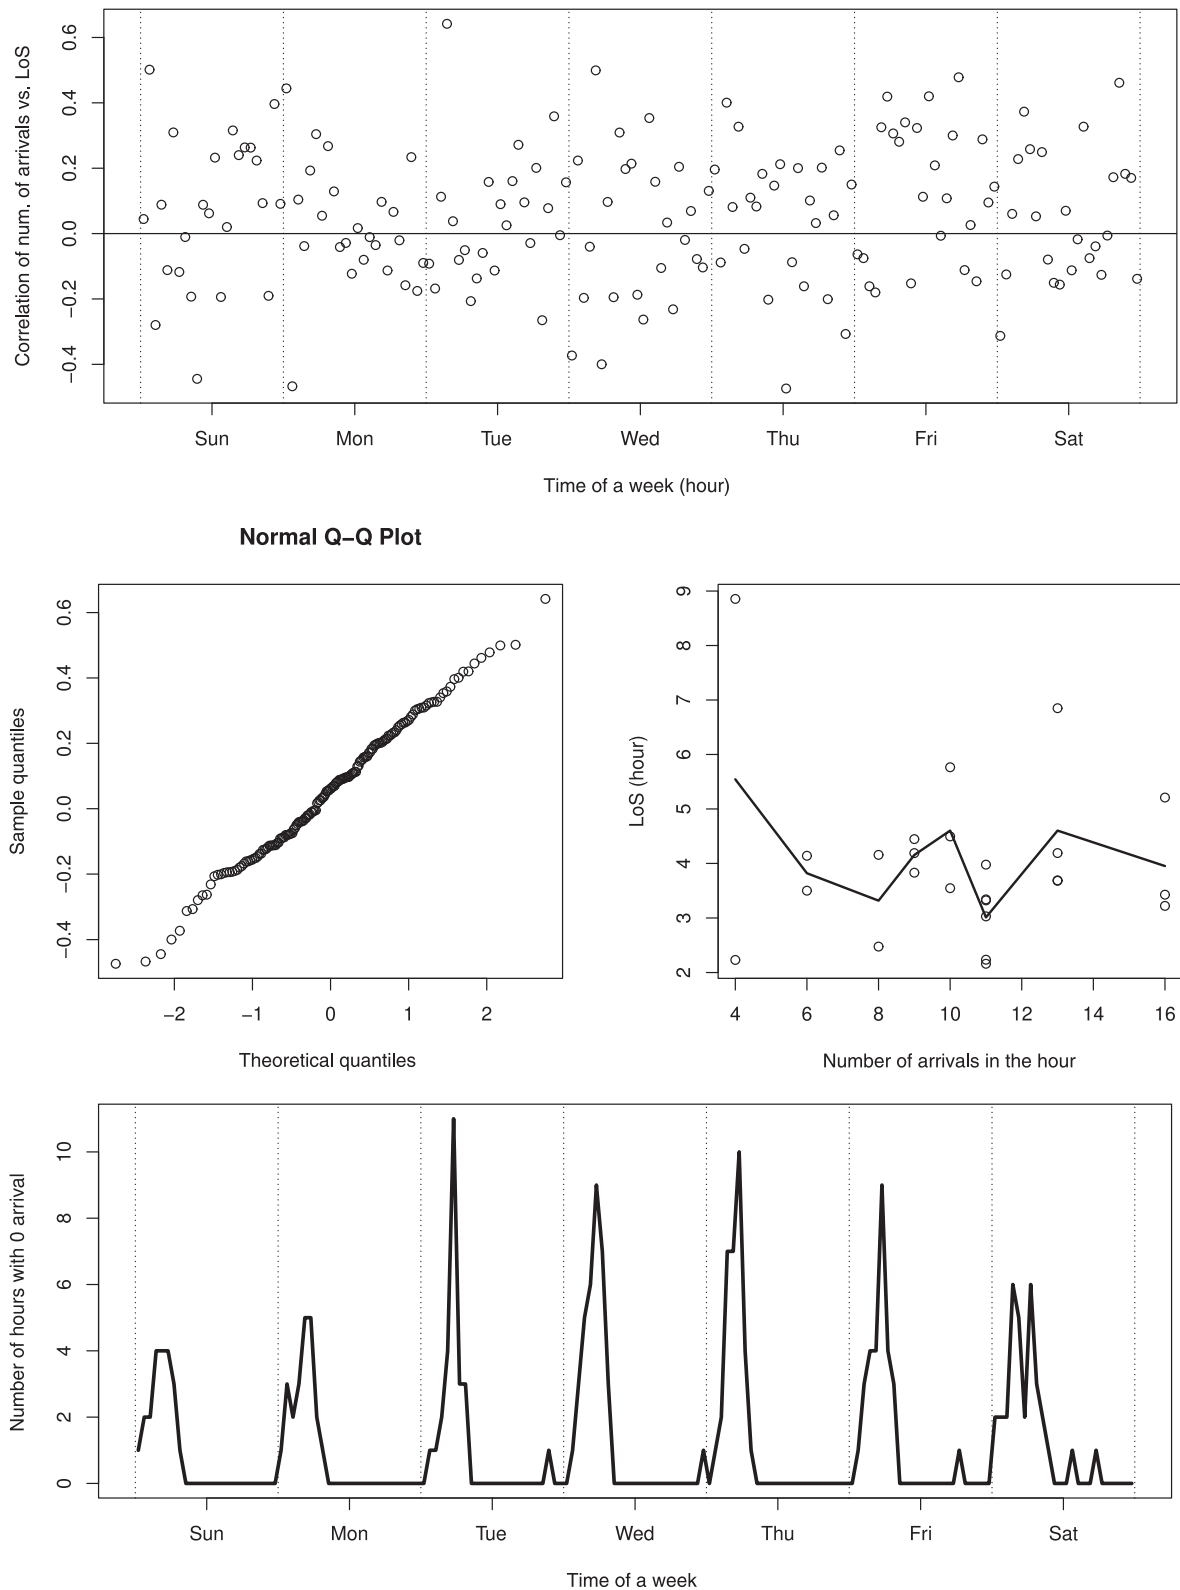 Correlation of num. of arrivals vs. LoS
0.6
0.4
0.2
0.0
−0.2
−0.4
Sun Mon Tue Wed Thu Fri Sat
Time of a week (hour)
Normal Q−Q Plot
Sample quantiles
0.6
0.4
0.2
0.0
−0.2
−0.4
−2 −1 0 1 2
Theoretical quantiles
LoS (hour)
9
8
7
6
5
4
3
2
4 6 8 10 12 14 16
Number of arrivals in the hour
Number of hours with 0 arrival
10
8
6
4
2
0
Sun Mon Tue Wed Thu Fri Sat
Time of a week